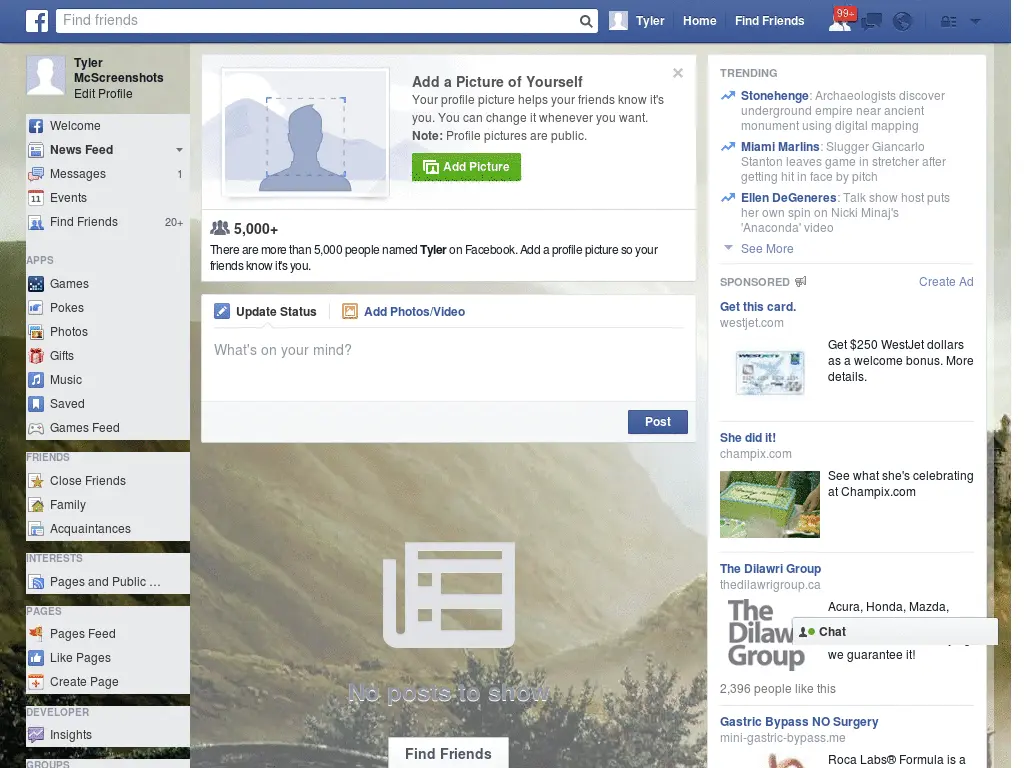 Find friends
Tyler
Home
Find Friends
99+
Tyler
McScreenshots
Edit Profile
Welcome
News Feed
Messages 1
11 Events
Find Friends 20+
APPS
Games
Pokes
Photos
Gifts
Music
Saved
Games Feed
FRIENDS
Close Friends
Family
Acquaintances
INTERESTS
Pages and Public ...
PAGES
Pages Feed
Like Pages
Create Page
DEVELOPER
Insights
GROUPS
Add a Picture of Yourself
Your profile picture helps your friends know it's
you. You can change it whenever you want.
Note: Profile pictures are public.
Add Picture
5,000+
There are more than 5,000 people named Tyler on Facebook. Add a profile picture so your
friends know it's you.
Update Status
Add Photos/Video
What's on your mind?
Post
No posts to show
Find Friends
TRENDING
Stonehenge: Archaeologists discover
underground empire near ancient
monument using digital mapping
Miami Marlins: Slugger Giancarlo
Stanton leaves game in stretcher after
getting hit in face by pitch
Ellen DeGeneres: Talk show host puts
her own spin on Nicki Minaj's
'Anaconda' video
See More
SPONSORED Create Ad
Get this card.
westjet.com
WESTJET
Get $250 WestJet dollars
as a welcome bonus. More
details.
She did it!
champix.com
See what she's celebrating
at Champix.com
The Dilawri Group
thedilawrigroup.ca
The
Dilaw
Group
Acura, Honda, Mazda,
Chat
we guarantee it!
2,396 people like this
Gastric Bypass NO Surgery
mini-gastric-bypass.me
Roca Labs® Formula is a